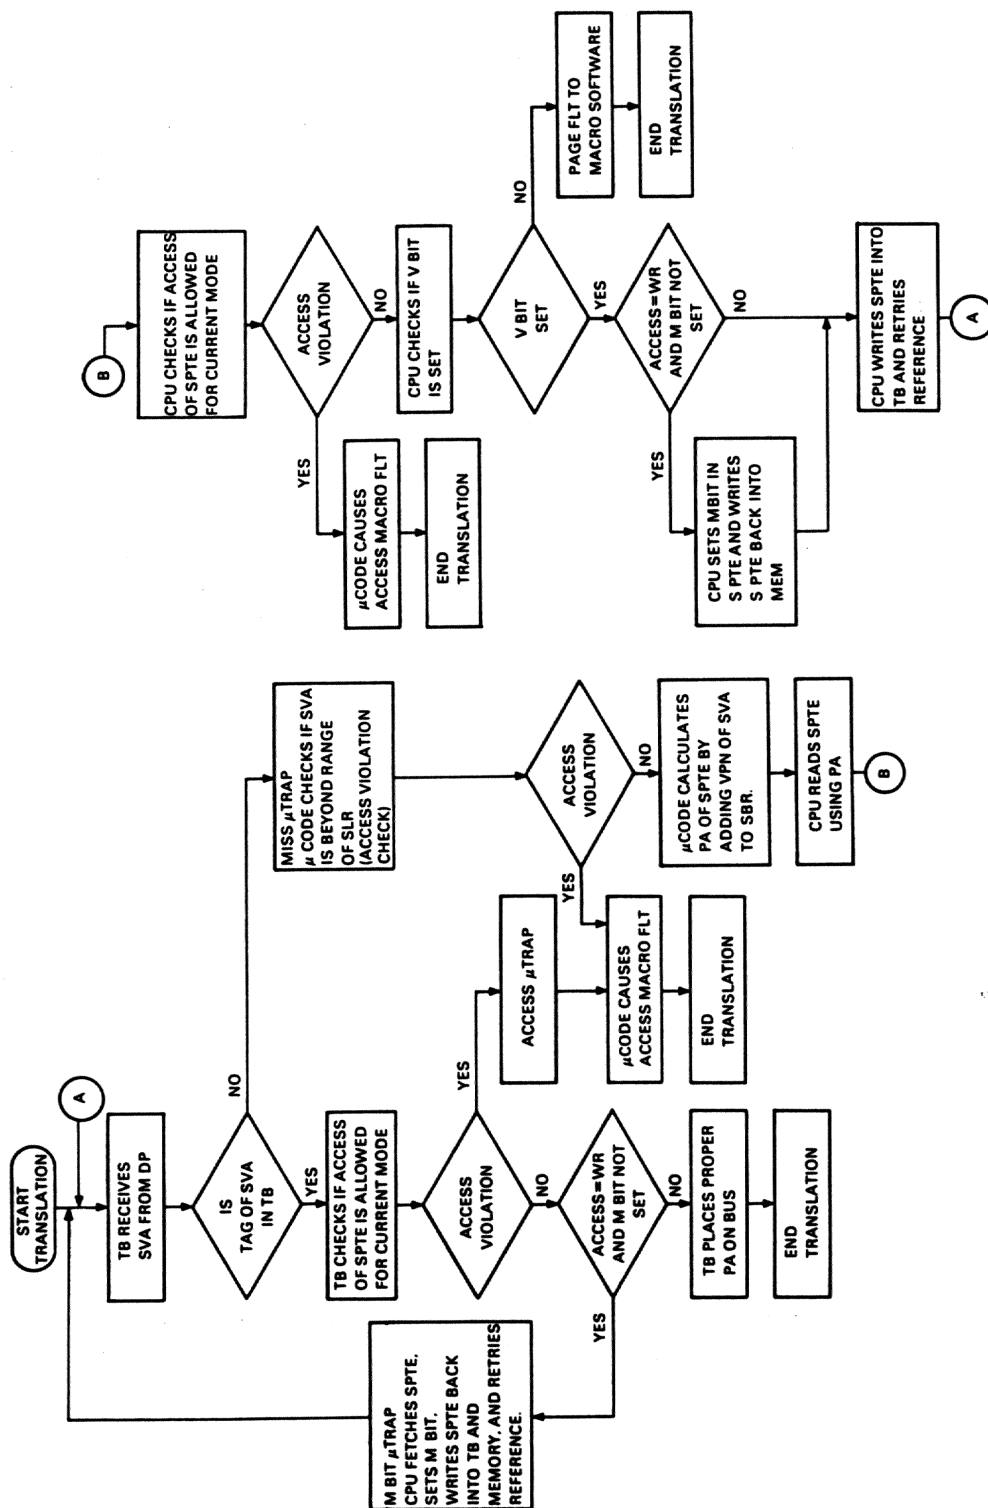 START
TRANSLATION
A
TB RECEIVES
SVA FROM DP
IS
TAG OF SVA
IN TB
NO
YES
TB CHECKS IF ACCESS
OF SPTE IS ALLOWED
FOR CURRENT MODE
ACCESS
VIOLATION
YES
NO
ACCESS=WR
AND M BIT NOT
SET
YES
NO
TB PLACES PROPER
PA ON BUS
END
TRANSLATION
M BIT µTRAP
CPU FETCHES SPTE,
SETS M BIT,
WRITES SPTE BACK
INTO TB AND
MEMORY, AND RETRIES
REFERENCE.
ACCESS µTRAP
µCODE CAUSES
ACCESS MACRO FLT
END
TRANSLATION
MISS µTRAP
µ CODE CHECKS IF SVA
IS BEYOND RANGE
OF SLR
(ACCESS VIOLATION
CHECK)
ACCESS
VIOLATION
YES
NO
µCODE CALCULATES
PA OF SPTE BY
ADDING VPN OF SVA
TO SBR.
CPU READS SPTE
USING PA
B
B
CPU CHECKS IF ACCESS
OF SPTE IS ALLOWED
FOR CURRENT MODE
ACCESS
VIOLATION
YES
NO
µCODE CAUSES
ACCESS MACRO FLT
END
TRANSLATION
CPU CHECKS IF V BIT
IS SET
V BIT
SET
NO
YES
PAGE FLT TO
MACRO SOFTWARE
END
TRANSLATION
ACCESS=WR
AND M BIT NOT
SET
YES
NO
CPU SETS MBIT IN
S PTE AND WRITES
S PTE BACK INTO
MEM
CPU WRITES SPTE INTO
TB AND RETRIES
REFERENCE
A